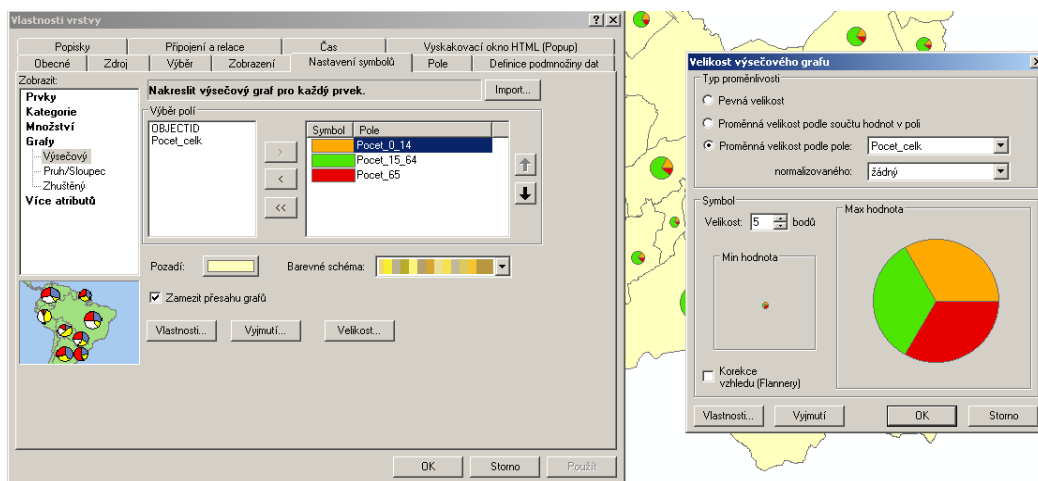 Vlastnosti vrstvy
Popisky Připojení a relace Čas Vyskakovací okno HTML (Popup)
Obecné Zdroj Výběr Zobrazení Nastavení symbolů Pole Definice podmnožiny dat
Zobrazit:
Prvky
Kategorie
Množství
Grafy
Výsečový
Pruh/Sloupec
Zhuštěný
Více atributů
Nakreslit výsečový graf pro každý prvek.
Import...
Výběr polí
OBJECTID
Pocet_celk
>
<
<<
Symbol Pole
Pocet_0_14
Pocet_15_64
Pocet_65
Pozadí:
Barevné schéma:
Zamezit přesahu grafů
Vlastnosti... Vyjmutí... Velikost...
OK Storno Použít
Velikost výsečového grafu
Typ proměnlivosti
Pevná velikost
Proměnná velikost podle součtu hodnot v poli
Proměnná velikost podle pole: Pocet_celk
normalizovaného: žádný
Symbol
Velikost: 5 bodů
Min hodnota
Max hodnota
Korekce
vzhledu (Flannery)
Vlastnosti... Vyjmutí OK Storno